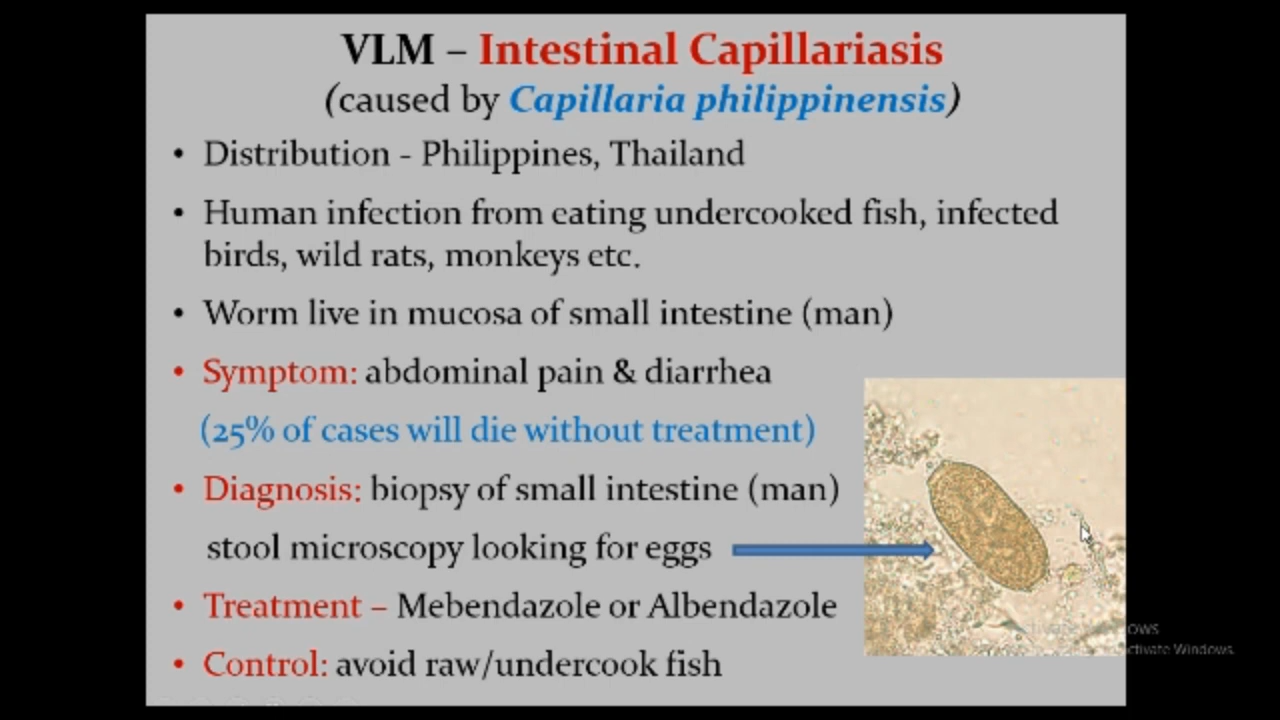 VLM – Intestinal Capillariasis
(caused by Capillaria philippinensis)
• Distribution - Philippines, Thailand
• Human infection from eating undercooked fish, infected
birds, wild rats, monkeys etc.
• Worm live in mucosa of small intestine (man)
• Symptom: abdominal pain & diarrhea
(25% of cases will die without treatment)
• Diagnosis: biopsy of small intestine (man)
stool microscopy looking for eggs
• Treatment – Mebendazole or Albendazole
• Control: avoid raw/undercook fish
Windows.